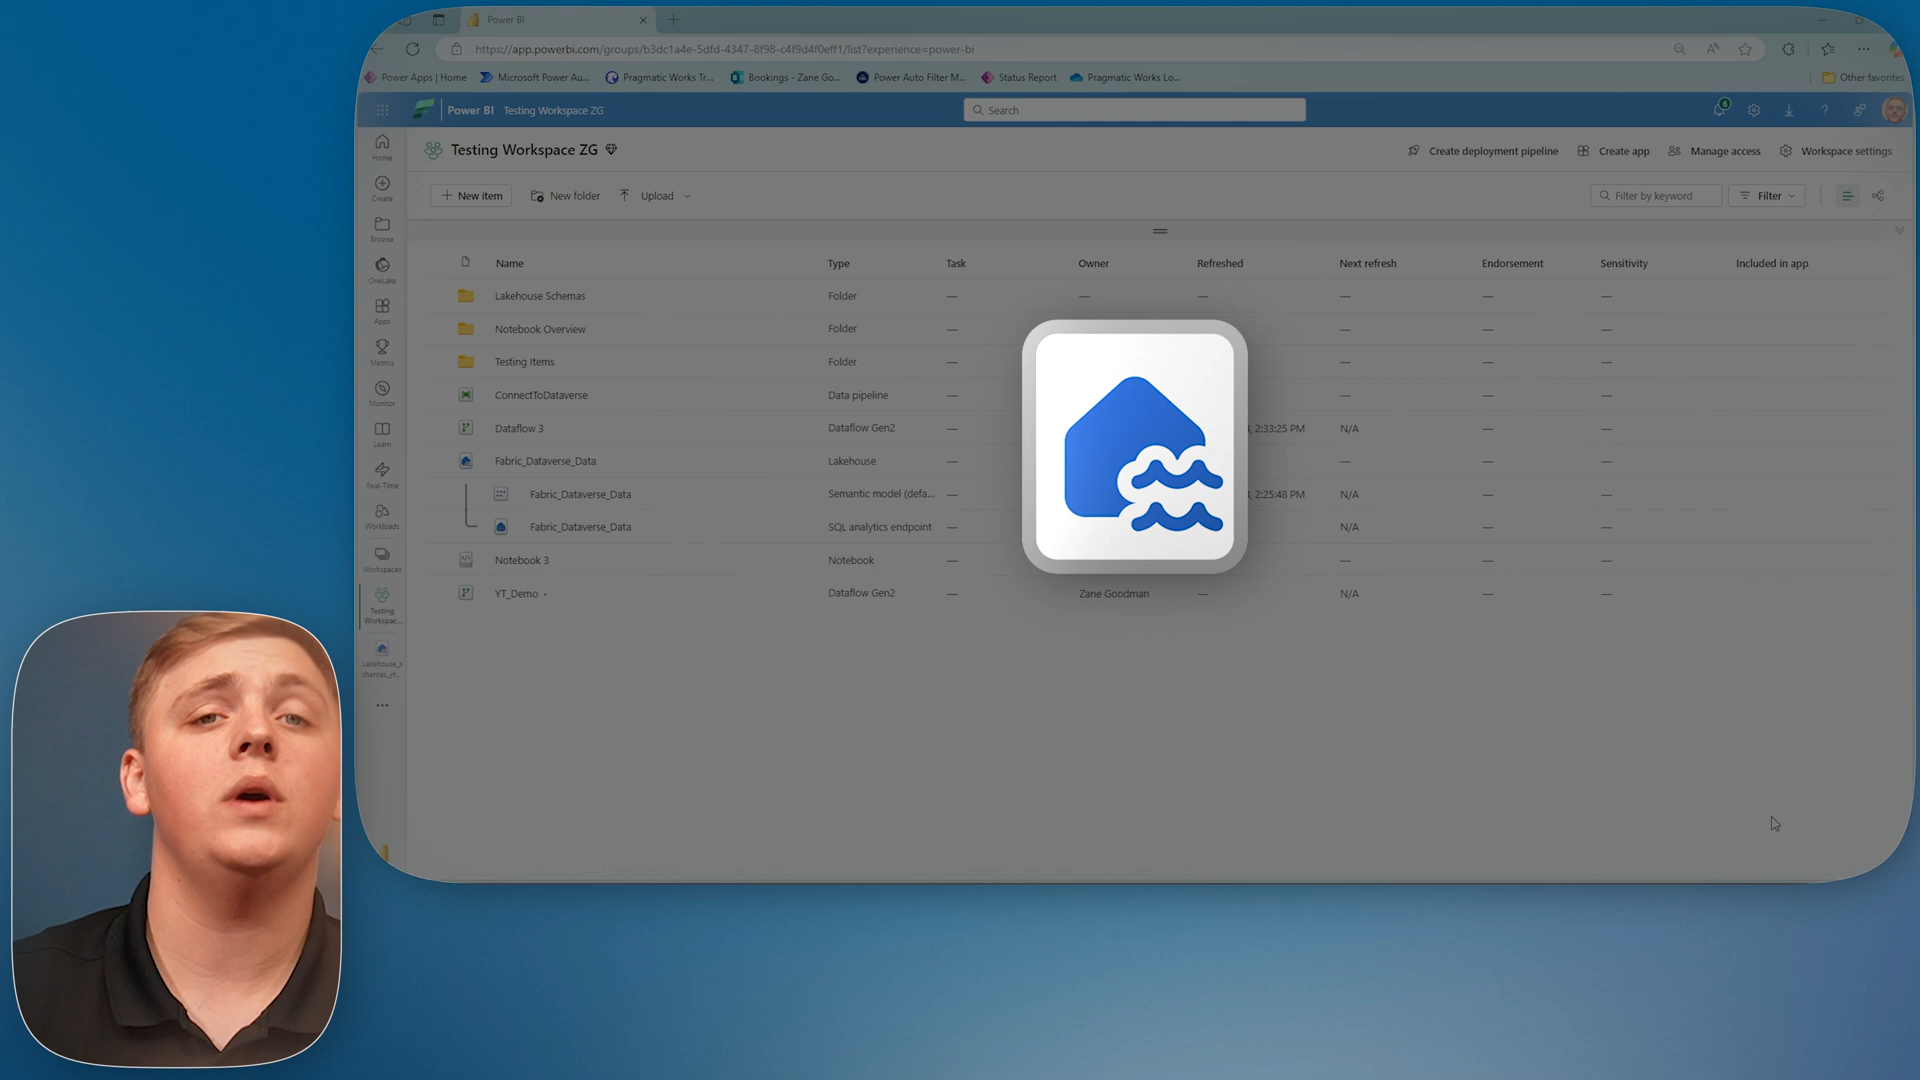 Power BI
https://app.powerbi.com/groups/b3dc1a4e-5dfd-4347-8f98-c4f9d4f0eff1/list?experience=power-bi
Power Apps | Home
Microsoft Power Au...
Pragmatic Works Tr...
Bookings - Zane Go...
Power Auto Filter M...
Status Report
Pragmatic Works Lo...
Other favorites
Power BI Testing Workspace ZG
Search
6
Testing Workspace ZG
Create deployment pipeline
Create app
Manage access
Workspace settings
New item
New folder
Upload
Filter by keyword
Filter
Home
Create
Browse
OneLake
Apps
Metrics
Monitor
Learn
Real-Time
Workloads
Workspaces
Testing
Workspac...
Lakehouse_s
chemas_yt...
Name Type Task Owner Refreshed Next refresh Endorsement Sensitivity Included in app
Lakehouse Schemas Folder — — — — — —
Notebook Overview Folder — — — —
Testing Items Folder — — — —
ConnectToDataverse Data pipeline — — — —
Dataflow 3 Dataflow Gen2 — 2:33:25 PM N/A — —
Fabric_Dataverse_Data Lakehouse — — — —
Fabric_Dataverse_Data Semantic model (defa... — 2:25:48 PM N/A — —
Fabric_Dataverse_Data SQL analytics endpoint — N/A — —
Notebook 3 Notebook — — — —
YT_Demo Dataflow Gen2 — Zane Goodman — N/A — —